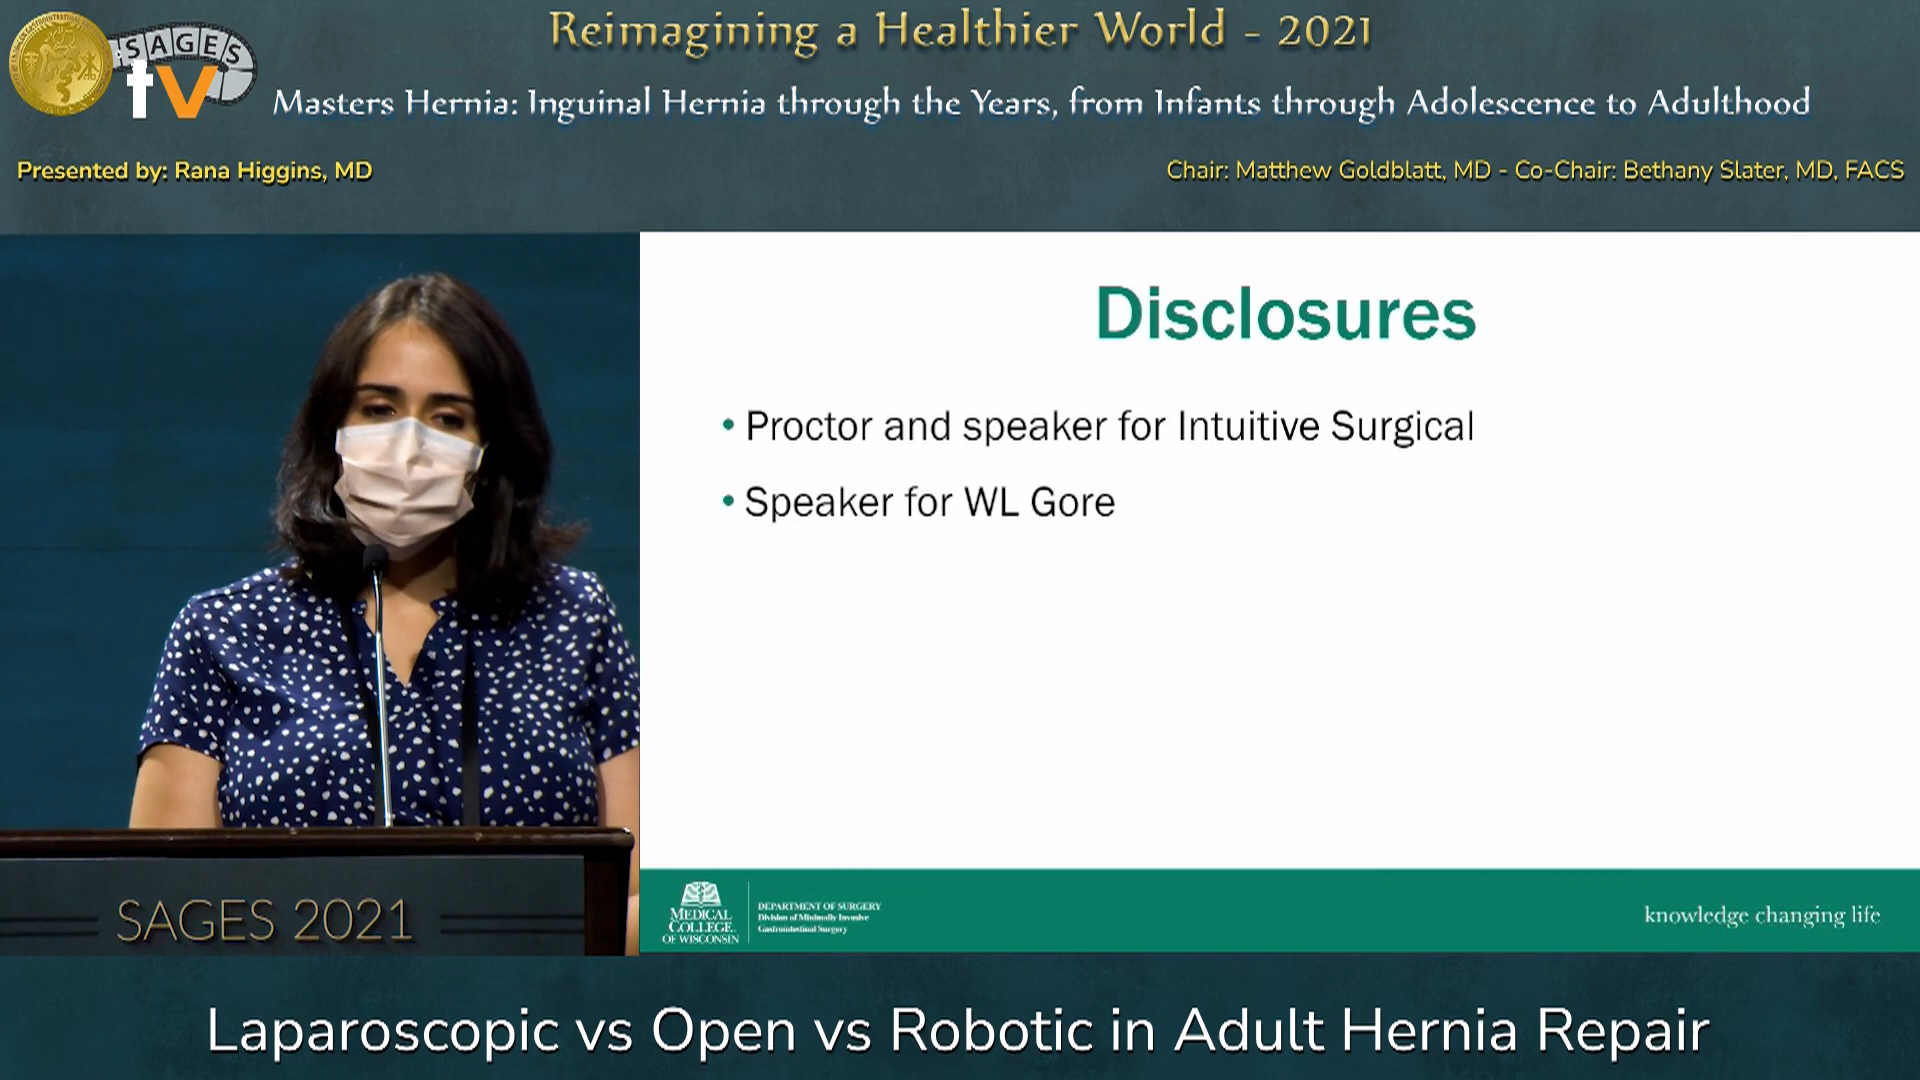 Reimagining a Healthier World - 2021
SAGES
tv
Masters Hernia: Inguinal Hernia through the Years, from Infants through Adolescence to Adulthood
Presented by: Rana Higgins, MD
Chair: Matthew Goldblatt, MD - Co-Chair: Bethany Slater, MD, FACS
Disclosures
• Proctor and speaker for Intuitive Surgical
• Speaker for WL Gore
MEDICAL
COLLEGE
OF WISCONSIN
DEPARTMENT OF SURGERY
Division of Minimally Invasive
Gastrointestinal Surgery
knowledge changing life
SAGES 2021
Laparoscopic vs Open vs Robotic in Adult Hernia Repair